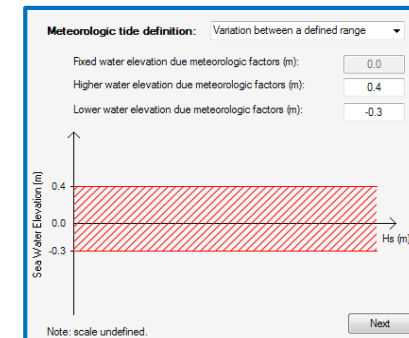 Meteorologic tide definition: Variation between a defined range
Fixed water elevation due meteorologic factors (m): 0.0
Higher water elevation due meteorologic factors (m): 0.4
Lower water elevation due meteorologic factors (m): -0.3
Sea Water Elevation (m)
0.4
0.0
-0.3
Hs (m)
Note: scale undefined.
Next